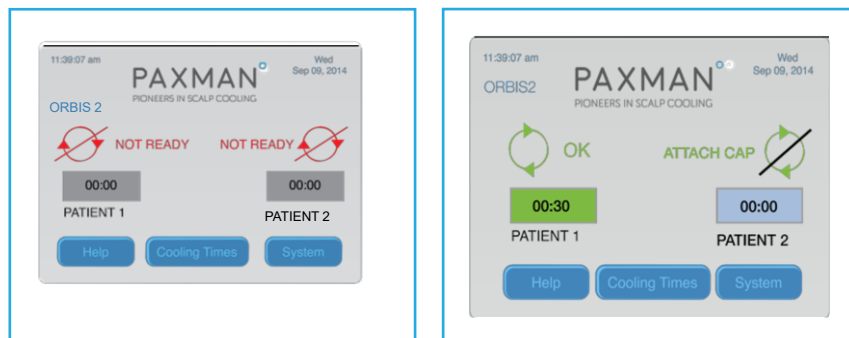 11:39:07 am
Wed
Sep 09, 2014
PAXMAN
PIONEERS IN SCALP COOLING
ORBIS 2
NOT READY
NOT READY
00:00
00:00
PATIENT 1
PATIENT 2
Help
Cooling Times
System
11:39:07 am
Wed
Sep 09, 2014
ORBIS2
PAXMAN
PIONEERS IN SCALP COOLING
OK
ATTACH CAP
00:30
00:00
PATIENT 1
PATIENT 2
Help
Cooling Times
System